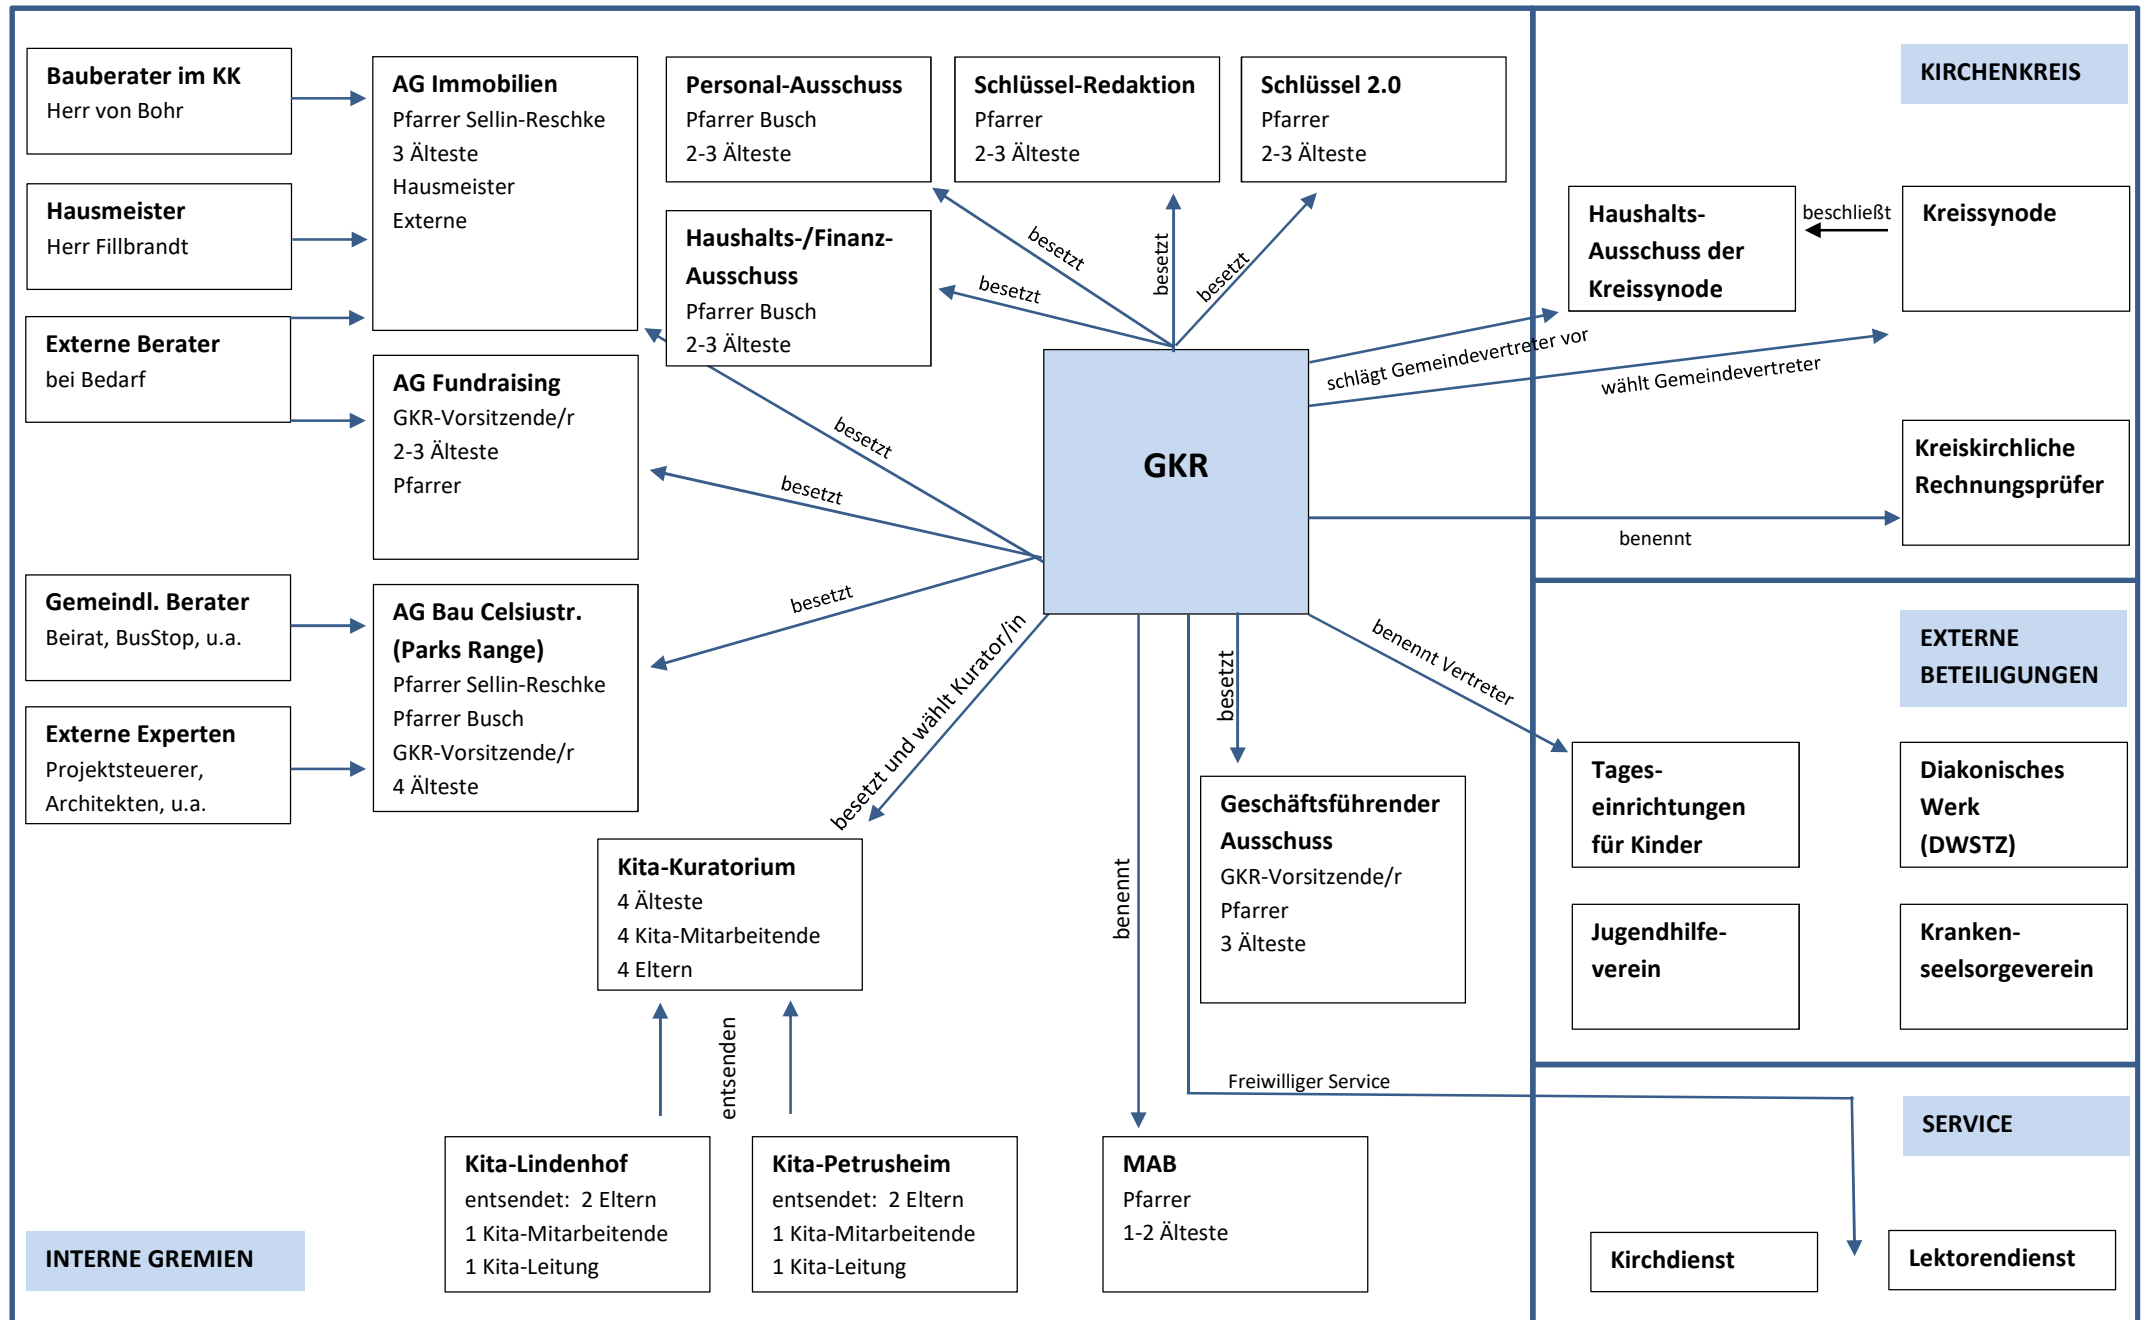 Bauberater im KK
Herr von Bohr
Hausmeister
Herr Fillbrandt
Externe Berater
bei Bedarf
Gemeindl. Berater
Beirat, BusStop, u.a.
Externe Experten
Projektsteuerer,
Architekten, u.a.
AG Immobilien
Pfarrer Sellin-Reschke
3 Älteste
Hausmeister
Externe
AG Fundraising
GKR-Vorsitzende/r
2-3 Älteste
Pfarrer
AG Bau Celsiustr.
(Parks Range)
Pfarrer Sellin-Reschke
Pfarrer Busch
GKR-Vorsitzende/r
4 Älteste
Personal-Ausschuss
Pfarrer Busch
2-3 Älteste
Haushalts-/Finanz-
Ausschuss
Pfarrer Busch
2-3 Älteste
Schlüssel-Redaktion
Pfarrer
2-3 Älteste
Schlüssel 2.0
Pfarrer
2-3 Älteste
besetzt
besetzt
besetzt
besetzt
besetzt
besetzt
besetzt
GKR
besetzt und wählt Kurator/in
benennt
besetzt
Kita-Kuratorium
4 Älteste
4 Kita-Mitarbeitende
4 Eltern
entsenden
Kita-Lindenhof
entsendet: 2 Eltern
1 Kita-Mitarbeitende
1 Kita-Leitung
Kita-Petrusheim
entsendet: 2 Eltern
1 Kita-Mitarbeitende
1 Kita-Leitung
Geschäftsführender
Ausschuss
GKR-Vorsitzende/r
Pfarrer
3 Älteste
MAB
Pfarrer
1-2 Älteste
INTERNE GREMIEN
KIRCHENKREIS
Haushalts-
Ausschuss der
Kreissynode
beschließt
Kreissynode
schlägt Gemeindevertreter vor
wählt Gemeindevertreter
Kreiskirchliche
Rechnungsprüfer
benennt
benennt Vertreter
EXTERNE
BETEILIGUNGEN
Tages-
einrichtungen
für Kinder
Diakonisches
Werk
(DWSTZ)
Jugendhilfe-
verein
Kranken-
seelsorgeverein
Freiwilliger Service
SERVICE
Kirchdienst
Lektorendienst